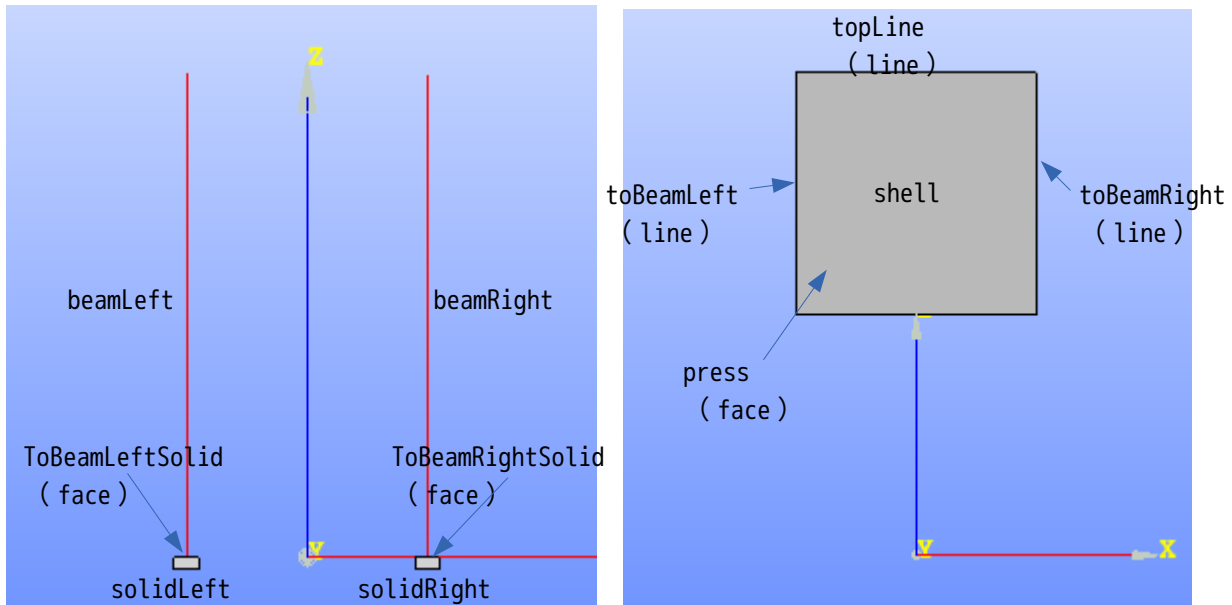 Z
beamLeft
beamRight
ToBeamLeftSolid
(face)
ToBeamRightSolid
(face)
Y
solidLeft
solidRight
topLine
(line)
toBeamLeft
(line)
shell
toBeamRight
(line)
press
(face)
Y
X